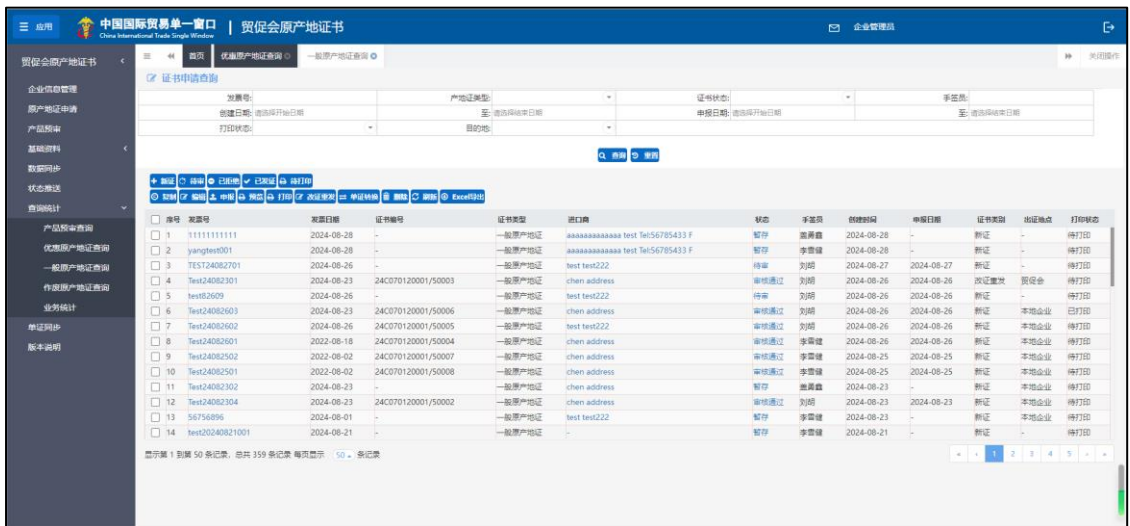 ☰ 应用 中国国际贸易单一窗口 | 贸促会原产地证书 企业管理员
China International Trade Single Window
贸促会原产地证书
首页 优惠原产地证查询 一般原产地证查询 关闭操作
证书申请查询
企业信息管理
原产地证申请
产品预审
基础资料
数据同步
状态推送
查询统计
产品预审查询
优惠原产地证查询
一般原产地证查询
作废原产地证查询
业务统计
单证同步
版本说明
发票号: 产地证类型: 证书状态: 手签员:
创建日期: 请选择开始日期 至: 请选择结束日期 申报日期: 请选择开始日期 至: 请选择结束日期
打印状态: 目的地:
查询 重置
新证 待审 已拒绝 已发证 待打印
复制 编辑 申报 预览 打印 改证重发 单证转换 删除 刷新 Excel导出
序号 发票号 发票日期 证书编号 证书类型 进口商 状态 手签员 创建时间 申报日期 证书类别 出证地点 打印状态
1 11111111111 2024-08-28 - 一般原产地证 aaaaaaaaaaaaa test Tel:56785433 F 暂存 2024-08-28 - 新证 - 待打印
2 yangtest001 2024-08-28 - 一般原产地证 aaaaaaaaaaaaa test Tel:56785433 F 暂存 李雪健 2024-08-28 - 新证 - 待打印
3 TEST24082701 2024-08-26 - 一般原产地证 test test222 待审 刘胡 2024-08-27 2024-08-27 新证 - 待打印
4 Test24082301 2024-08-23 24C070120001/50003 一般原产地证 chen address 审核通过 刘胡 2024-08-26 2024-08-26 改证重发 贸促会 待打印
5 test82609 2024-08-26 - 一般原产地证 test test222 待审 刘胡 2024-08-26 2024-08-26 新证 - 待打印
6 Test24082603 2024-08-23 24C070120001/50006 一般原产地证 chen address 审核通过 刘胡 2024-08-26 2024-08-26 新证 本地企业 已打印
7 Test24082602 2024-08-26 24C070120001/50005 一般原产地证 test test222 审核通过 刘胡 2024-08-26 2024-08-26 新证 本地企业 待打印
8 Test24082601 2022-08-18 24C070120001/50004 一般原产地证 chen address 审核通过 李雪健 2024-08-26 2024-08-26 新证 本地企业 待打印
9 Test24082502 2022-08-02 24C070120001/50007 一般原产地证 chen address 审核通过 李雪健 2024-08-25 2024-08-25 新证 本地企业 待打印
10 Test24082501 2022-08-02 24C070120001/50008 一般原产地证 chen address 审核通过 李雪健 2024-08-25 2024-08-25 新证 本地企业 待打印
11 Test24082302 2024-08-23 - 一般原产地证 chen address 暂存 2024-08-23 - 新证 本地企业 待打印
12 Test24082304 2024-08-23 24C070120001/50002 一般原产地证 chen address 审核通过 刘胡 2024-08-23 2024-08-23 新证 本地企业 待打印
13 56756896 2024-08-01 - 一般原产地证 test test222 暂存 李雪健 2024-08-23 - 新证 本地企业 待打印
14 test20240821001 2024-08-21 - 一般原产地证 - 暂存 李雪健 2024-08-21 - 新证 - 待打印
显示第 1 到第 50 条记录，总共 359 条记录 每页显示 50 条记录 « ‹ 1 2 3 4 5 › »